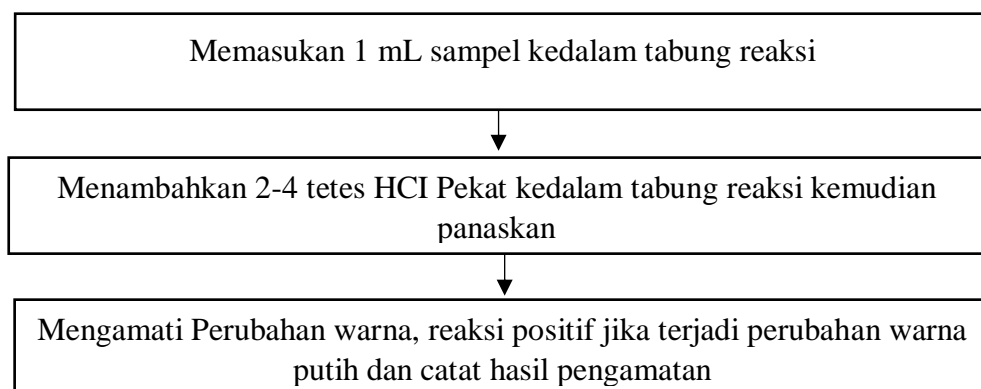 Memasukan 1 mL sampel kedalam tabung reaksi
Menambahkan 2-4 tetes HCI Pekat kedalam tabung reaksi kemudian
panaskan
Mengamati Perubahan warna, reaksi positif jika terjadi perubahan warna
putih dan catat hasil pengamatan